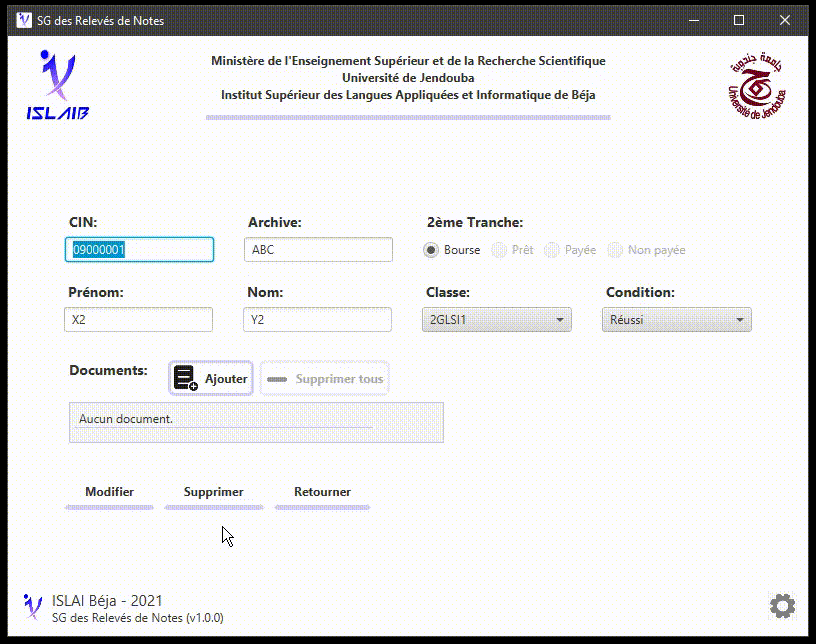 SG des Relevés de Notes
Ministère de l'Enseignement Supérieur et de la Recherche Scientifique
Université de Jendouba
Institut Supérieur des Langues Appliquées et Informatique de Béja
ISLAIB
جامعة جندوبة
Université de Jendouba
CIN:
Archive:
2ème Tranche:
09000001
ABC
Bourse
Prêt
Payée
Non payée
Prénom:
Nom:
Classe:
Condition:
X2
Y2
2GLSI1
Réussi
Documents:
Ajouter
Supprimer tous
Aucun document.
Modifier
Supprimer
Retourner
ISLAI Béja - 2021
SG des Relevés de Notes (v1.0.0)